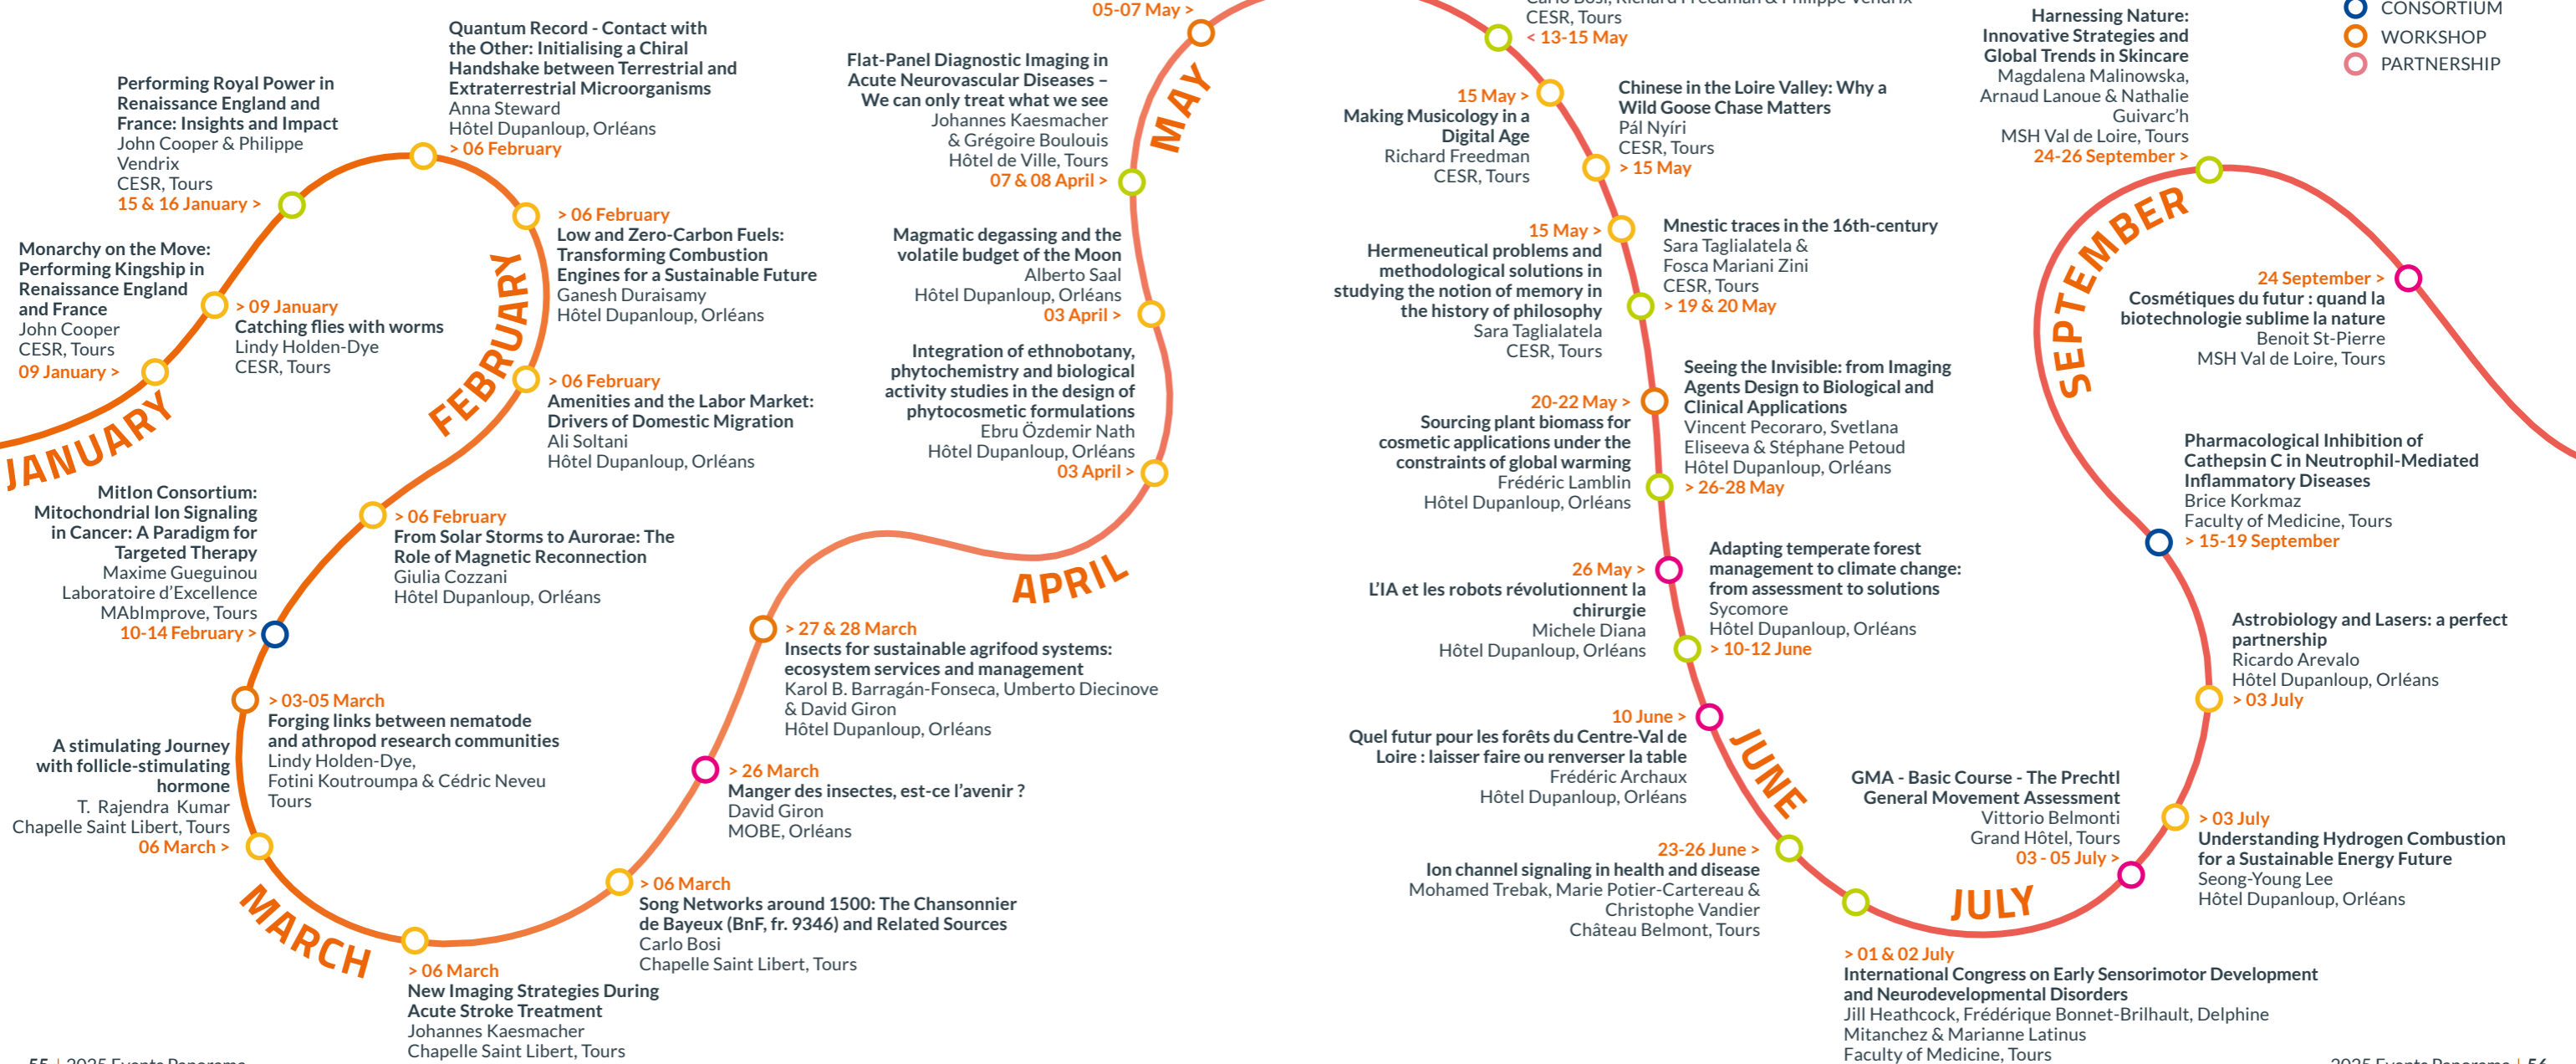 Performing Royal Power in
Renaissance England and
France: Insights and Impact
John Cooper & Philippe
Vendrix
CESR, Tours
15 & 16 January >
Monarchy on the Move:
Performing Kingship in
Renaissance England
and France
John Cooper
CESR, Tours
09 January >
> 09 January
Catching flies with worms
Lindy Holden-Dye
CESR, Tours
JANUARY
Quantum Record - Contact with
the Other: Initialising a Chiral
Handshake between Terrestrial and
Extraterrestrial Microorganisms
Anna Steward
Hôtel Dupanloup, Orléans
> 06 February
> 06 February
Low and Zero-Carbon Fuels:
Transforming Combustion
Engines for a Sustainable Future
Ganesh Duraisamy
Hôtel Dupanloup, Orléans
FEBRUARY
> 06 February
Amenities and the Labor Market:
Drivers of Domestic Migration
Ali Soltani
Hôtel Dupanloup, Orléans
> 06 February
From Solar Storms to Aurorae: The
Role of Magnetic Reconnection
Giulia Cozzani
Hôtel Dupanloup, Orléans
MitIon Consortium:
Mitochondrial Ion Signaling
in Cancer: A Paradigm for
Targeted Therapy
Maxime Gueguinou
Laboratoire d’Excellence
MAbImprove, Tours
10-14 February >
> 03-05 March
Forging links between nematode
and athropod research communities
Lindy Holden-Dye,
Fotini Koutroumpa & Cédric Neveu
Tours
A stimulating Journey
with follicle-stimulating
hormone
T. Rajendra Kumar
Chapelle Saint Libert, Tours
06 March >
MARCH
> 06 March
New Imaging Strategies During
Acute Stroke Treatment
Johannes Kaesmacher
Chapelle Saint Libert, Tours
> 06 March
Song Networks around 1500: The Chansonnier
de Bayeux (BnF, fr. 9346) and Related Sources
Carlo Bosi
Chapelle Saint Libert, Tours
> 26 March
Manger des insectes, est-ce l’avenir ?
David Giron
MOBE, Orléans
> 27 & 28 March
Insects for sustainable agrifood systems:
ecosystem services and management
Karol B. Barragán-Fonseca, Umberto Diecinove
& David Giron
Hôtel Dupanloup, Orléans
APRIL
Integration of ethnobotany,
phytochemistry and biological
activity studies in the design of
phytocosmetic formulations
Ebru Özdemir Nath
Hôtel Dupanloup, Orléans
03 April >
Magmatic degassing and the
volatile budget of the Moon
Alberto Saal
Hôtel Dupanloup, Orléans
03 April >
Flat-Panel Diagnostic Imaging in
Acute Neurovascular Diseases –
We can only treat what we see
Johannes Kaesmacher
& Grégoire Boulouis
Hôtel de Ville, Tours
07 & 08 April >
MAY
05-07 May >
Carlo Bosi, Richard Freedman & Philippe Vendrix
CESR, Tours
< 13-15 May
15 May >
Making Musicology in a
Digital Age
Richard Freedman
CESR, Tours
Chinese in the Loire Valley: Why a
Wild Goose Chase Matters
Pál Nyíri
CESR, Tours
> 15 May
15 May >
Hermeneutical problems and
methodological solutions in
studying the notion of memory in
the history of philosophy
Sara Taglialatela
CESR, Tours
Mnestic traces in the 16th-century
Sara Taglialatela &
Fosca Mariani Zini
CESR, Tours
> 19 & 20 May
20-22 May >
Sourcing plant biomass for
cosmetic applications under the
constraints of global warming
Frédéric Lamblin
Hôtel Dupanloup, Orléans
Seeing the Invisible: from Imaging
Agents Design to Biological and
Clinical Applications
Vincent Pecoraro, Svetlana
Eliseeva & Stéphane Petoud
Hôtel Dupanloup, Orléans
> 26-28 May
26 May >
L’IA et les robots révolutionnent la
chirurgie
Michele Diana
Hôtel Dupanloup, Orléans
Adapting temperate forest
management to climate change:
from assessment to solutions
Sycomore
Hôtel Dupanloup, Orléans
> 10-12 June
10 June >
Quel futur pour les forêts du Centre-Val de
Loire : laisser faire ou renverser la table
Frédéric Archaux
Hôtel Dupanloup, Orléans
JUNE
23-26 June >
Ion channel signaling in health and disease
Mohamed Trebak, Marie Potier-Cartereau &
Christophe Vandier
Château Belmont, Tours
> 01 & 02 July
International Congress on Early Sensorimotor Development
and Neurodevelopmental Disorders
Jill Heathcock, Frédérique Bonnet-Brilhault, Delphine
Mitanchez & Marianne Latinus
Faculty of Medicine, Tours
JULY
GMA - Basic Course - The Prechtl
General Movement Assessment
Vittorio Belmonti
Grand Hôtel, Tours
03 - 05 July >
> 03 July
Understanding Hydrogen Combustion
for a Sustainable Energy Future
Seong-Young Lee
Hôtel Dupanloup, Orléans
Astrobiology and Lasers: a perfect
partnership
Ricardo Arevalo
Hôtel Dupanloup, Orléans
> 03 July
Pharmacological Inhibition of
Cathepsin C in Neutrophil-Mediated
Inflammatory Diseases
Brice Korkmaz
Faculty of Medicine, Tours
> 15-19 September
SEPTEMBER
Harnessing Nature:
Innovative Strategies and
Global Trends in Skincare
Magdalena Malinowska,
Arnaud Lanoue & Nathalie
Guivarc’h
MSH Val de Loire, Tours
24-26 September >
24 September >
Cosmétiques du futur : quand la
biotechnologie sublime la nature
Benoit St-Pierre
MSH Val de Loire, Tours
CONSORTIUM
WORKSHOP
PARTNERSHIP
55 | 2025 Events Panorama
2025 Events Panorama | 56